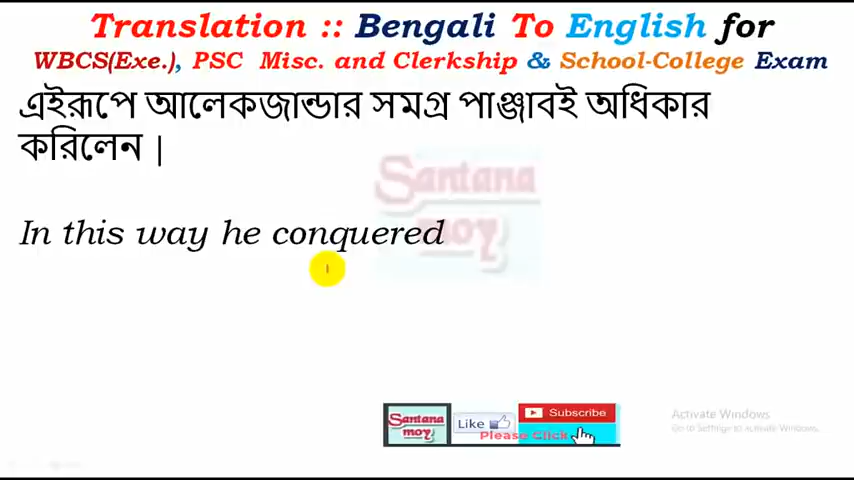 Translation :: Bengali To English for
WBCS(Exe.), PSC Misc. and Clerkship & School-College Exam
এইরূপে আলেকজান্ডার সমগ্র পাঞ্জাবই অধিকার
করিলেন |
Santana
moy
In this way he conquered
Santana
moy
Like
Subscribe
Please Click
Activate Windows
Go to Settings to activate Windows.